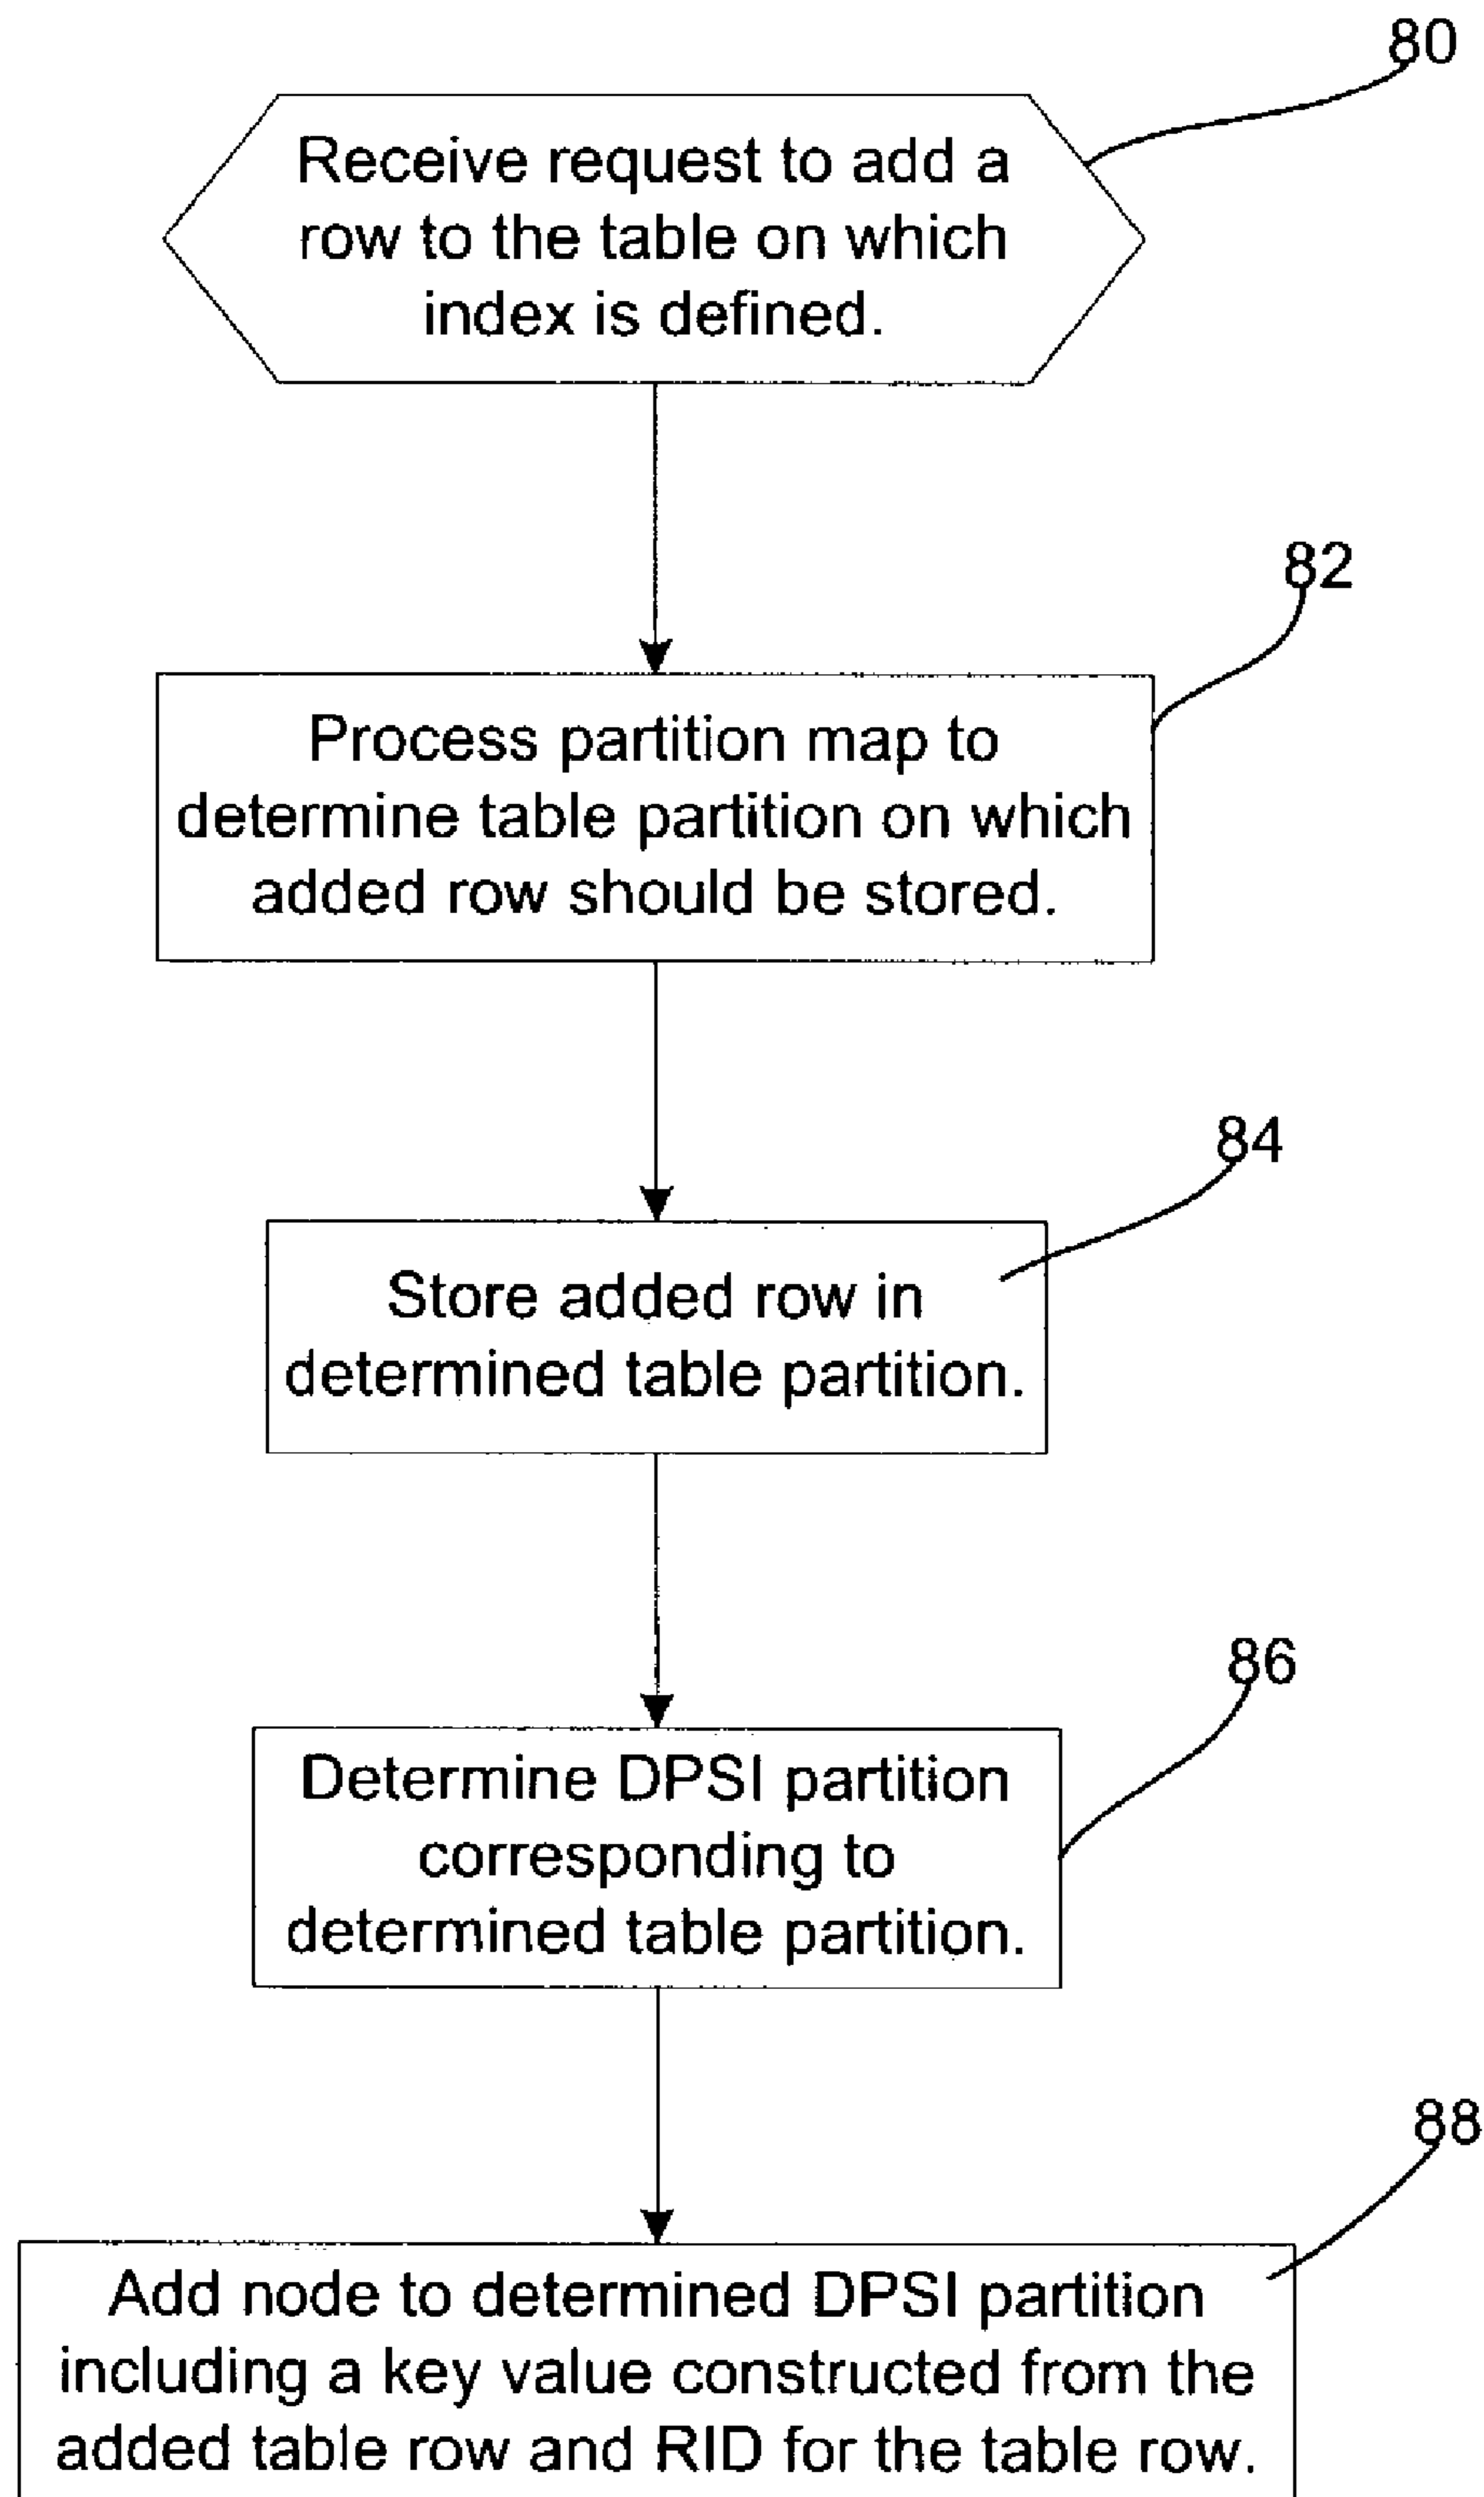 80
Receive request to add a
row to the table on which
index is defined.
82
Process partition map to
determine table partition on which
added row should be stored.
84
Store added row in
determined table partition.
86
Determine DPSI partition
corresponding to
determined table partition.
88
Add node to determined DPSI partition
including a key value constructed from the
added table row and RID for the table row.